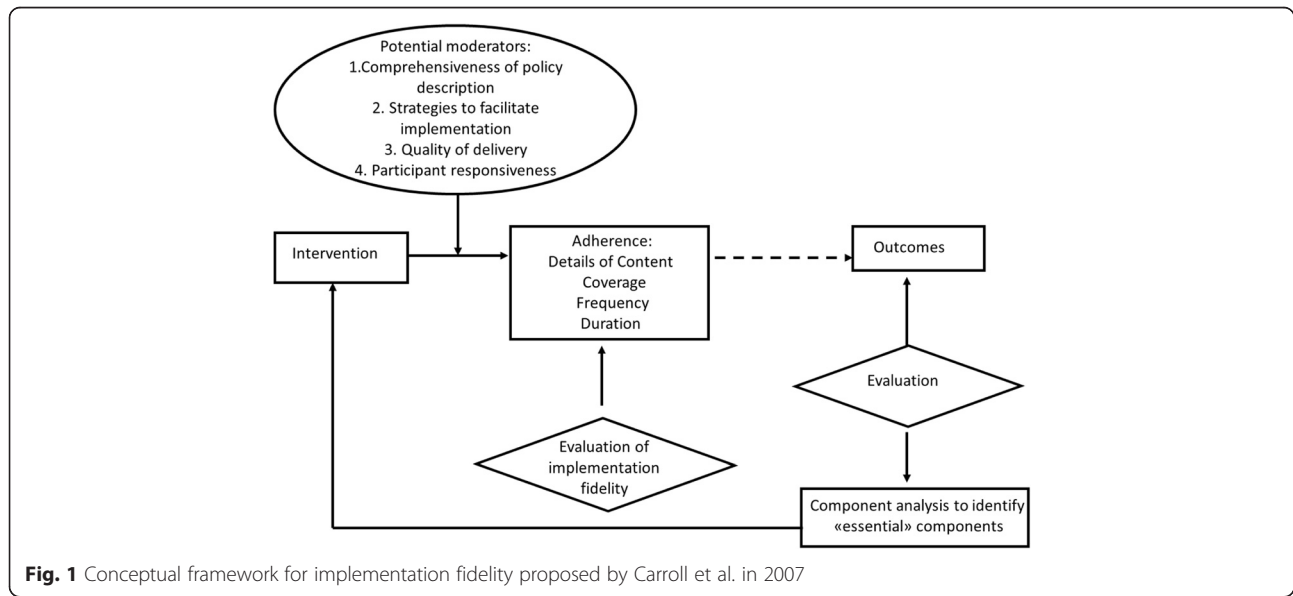 Potential moderators:
1.Comprehensiveness of policy
description
2. Strategies to facilitate
implementation
3. Quality of delivery
4. Participant responsiveness
Intervention
Adherence:
Details of Content
Coverage
Frequency
Duration
Outcomes
Evaluation
Evaluation of
implementation
fidelity
Component analysis to identify
«essential» components
Fig. 1 Conceptual framework for implementation fidelity proposed by Carroll et al. in 2007